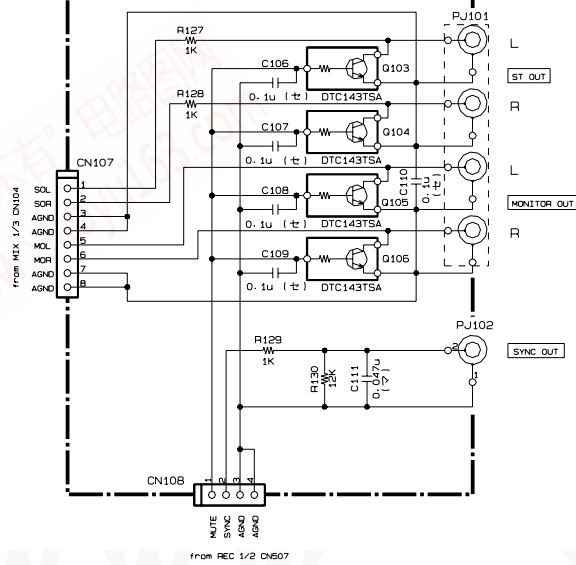 PJ101
R127
1K
L
C106
Q103
ST OUT
0.1u (セ)
DTC143TSA
R128
1K
R
C107
Q104
0.1u (セ)
DTC143TSA
CN107
L
C110
0.1u
(セ)
C108
Q105
0.1u (セ)
DTC143TSA
MONITOR OUT
from MIX 1/3 CN104
SOL 1
SOR 2
AGND 3
AGND 4
MOL 5
MOR 6
AGND 7
AGND 8
R
C109
Q106
0.1u (セ)
DTC143TSA
PJ102
R129
1K
2
SYNC OUT
R130
12K
C111
0.047u
(マ)
1
CN108
1 2 3 4
MUTE
SYNC
AGND
AGND
from REC 1/2 CN507